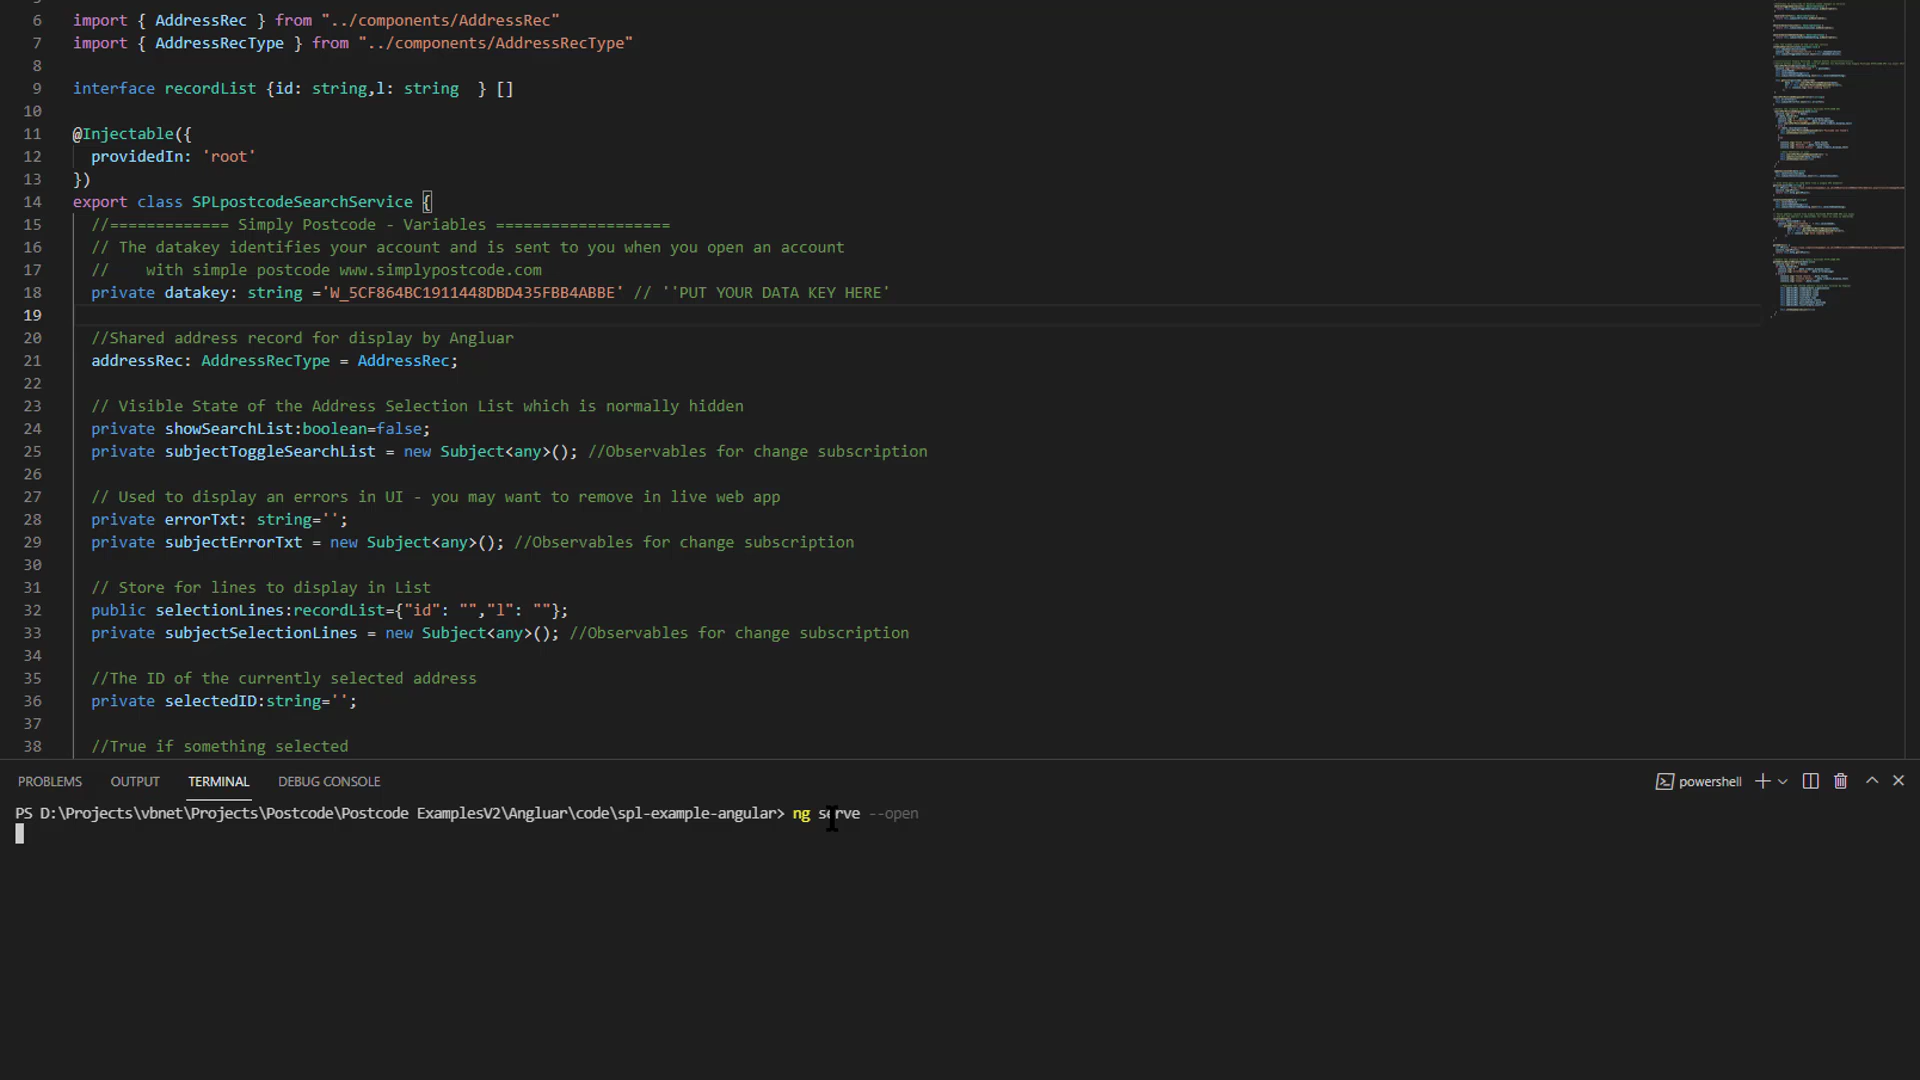 6 import { AddressRec } from "../components/AddressRec"
7 import { AddressRecType } from "../components/AddressRecType"
8
9 interface recordList {id: string,l: string  } []
10
11 @Injectable({
12   providedIn: 'root'
13 })
14 export class SPLpostcodeSearchService {
15   //============= Simply Postcode - Variables ===================
16   // The datakey identifies your account and is sent to you when you open an account
17   //    with simple postcode www.simplypostcode.com
18   private datakey: string ='W_5CF864BC1911448DBD435FBB4ABBE' // ''PUT YOUR DATA KEY HERE'
19
20   //Shared address record for display by Angluar
21   addressRec: AddressRecType = AddressRec;
22
23   // Visible State of the Address Selection List which is normally hidden
24   private showSearchList:boolean=false;
25   private subjectToggleSearchList = new Subject<any>(); //Observables for change subscription
26
27   // Used to display an errors in UI - you may want to remove in live web app
28   private errorTxt: string='';
29   private subjectErrorTxt = new Subject<any>(); //Observables for change subscription
30
31   // Store for lines to display in List
32   public selectionLines:recordList={"id": "","l": ""};
33   private subjectSelectionLines = new Subject<any>(); //Observables for change subscription
34
35   //The ID of the currently selected address
36   private selectedID:string='';
37
38   //True if something selected
PROBLEMS OUTPUT TERMINAL DEBUG CONSOLE powershell
PS D:\Projects\vbnet\Projects\Postcode\Postcode ExamplesV2\Angluar\code\spl-example-angular> ng serve --open